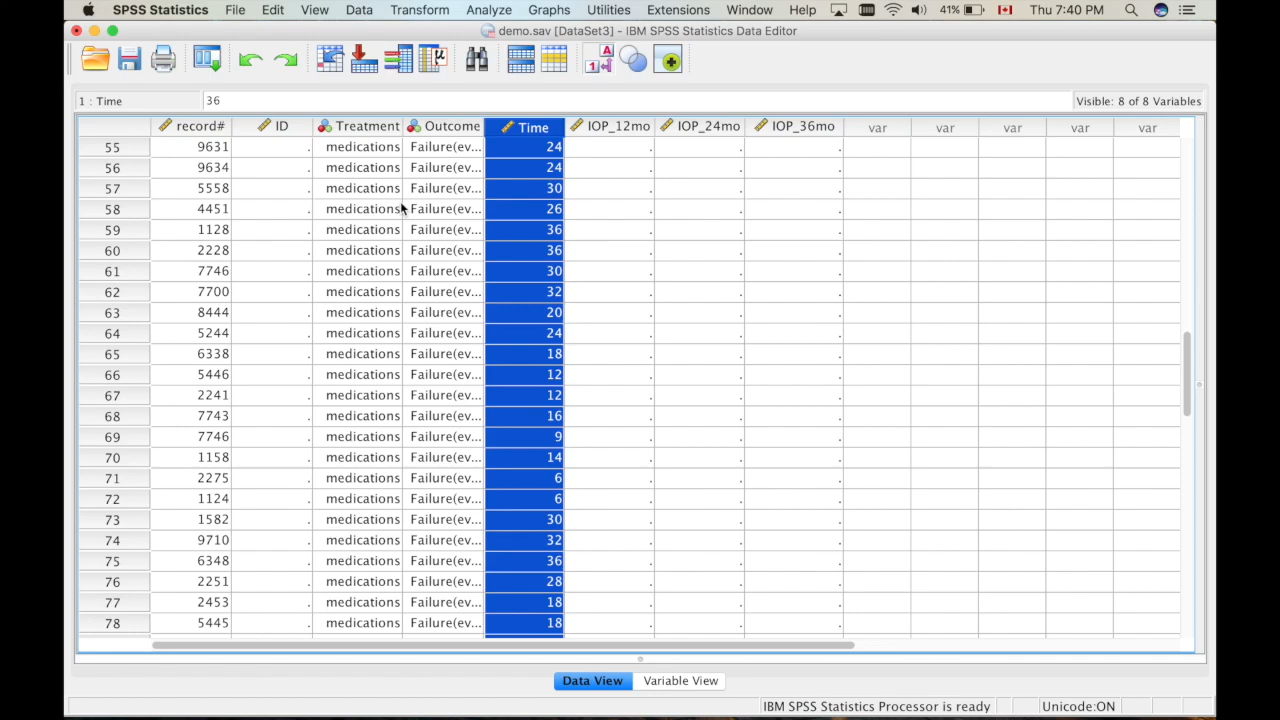 SPSS Statistics File Edit View Data Transform Analyze Graphs Utilities Extensions Window Help 41% Thu 7:40 PM
demo.sav [DataSet3] - IBM SPSS Statistics Data Editor
1 : Time 36 Visible: 8 of 8 Variables
record# ID Treatment Outcome Time IOP_12mo IOP_24mo IOP_36mo var var var var var
55 9631 . medications Failure(ev... 24 . . .
56 9634 . medications Failure(ev... 24 . . .
57 5558 . medications Failure(ev... 30 . . .
58 4451 . medications Failure(ev... 26 . . .
59 1128 . medications Failure(ev... 36 . . .
60 2228 . medications Failure(ev... 36 . . .
61 7746 . medications Failure(ev... 30 . . .
62 7700 . medications Failure(ev... 32 . . .
63 8444 . medications Failure(ev... 20 . . .
64 5244 . medications Failure(ev... 24 . . .
65 6338 . medications Failure(ev... 18 . . .
66 5446 . medications Failure(ev... 12 . . .
67 2241 . medications Failure(ev... 12 . . .
68 7743 . medications Failure(ev... 16 . . .
69 7746 . medications Failure(ev... 9 . . .
70 1158 . medications Failure(ev... 14 . . .
71 2275 . medications Failure(ev... 6 . . .
72 1124 . medications Failure(ev... 6 . . .
73 1582 . medications Failure(ev... 30 . . .
74 9710 . medications Failure(ev... 32 . . .
75 6348 . medications Failure(ev... 36 . . .
76 2251 . medications Failure(ev... 28 . . .
77 2453 . medications Failure(ev... 18 . . .
78 5445 . medications Failure(ev... 18 . . .
Data View Variable View
IBM SPSS Statistics Processor is ready Unicode:ON